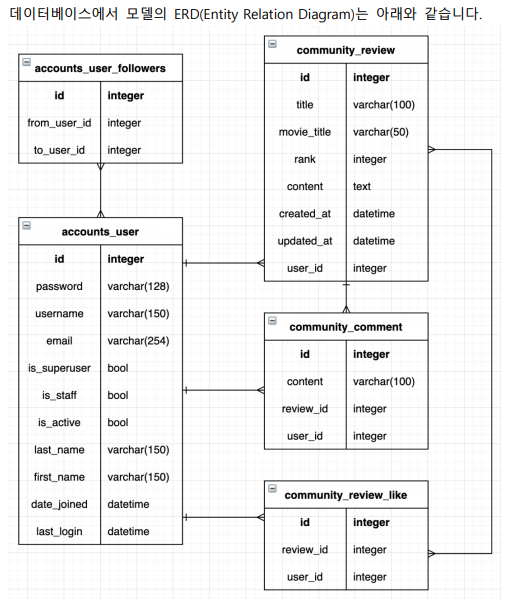 데이터베이스에서 모델의 ERD(Entity Relation Diagram)는 아래와 같습니다.
accounts_user_followers
id integer
from_user_id integer
to_user_id integer
accounts_user
id integer
password varchar(128)
username varchar(150)
email varchar(254)
is_superuser bool
is_staff bool
is_active bool
last_name varchar(150)
first_name varchar(150)
date_joined datetime
last_login datetime
community_review
id integer
title varchar(100)
movie_title varchar(50)
rank integer
content text
created_at datetime
updated_at datetime
user_id integer
community_comment
id integer
content varchar(100)
review_id integer
user_id integer
community_review_like
id integer
review_id integer
user_id integer